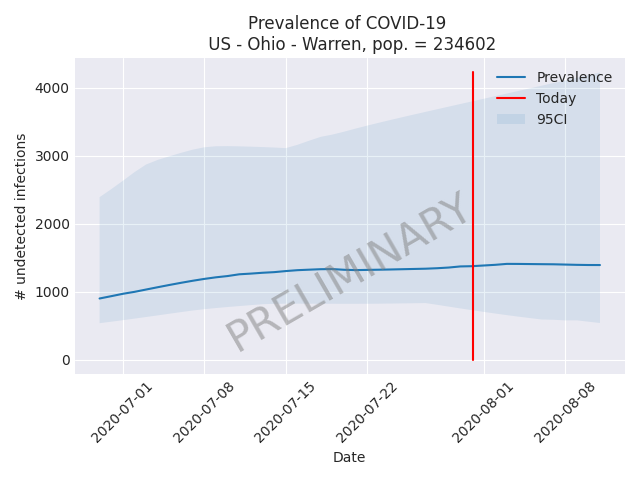 Prevalence of COVID-19
US - Ohio - Warren, pop. = 234602
Prevalence
Today
95CI
# undetected infections
4000
3000
2000
1000
0
PRELIMINARY
2020-07-01
2020-07-08
2020-07-15
2020-07-22
2020-08-01
2020-08-08
Date